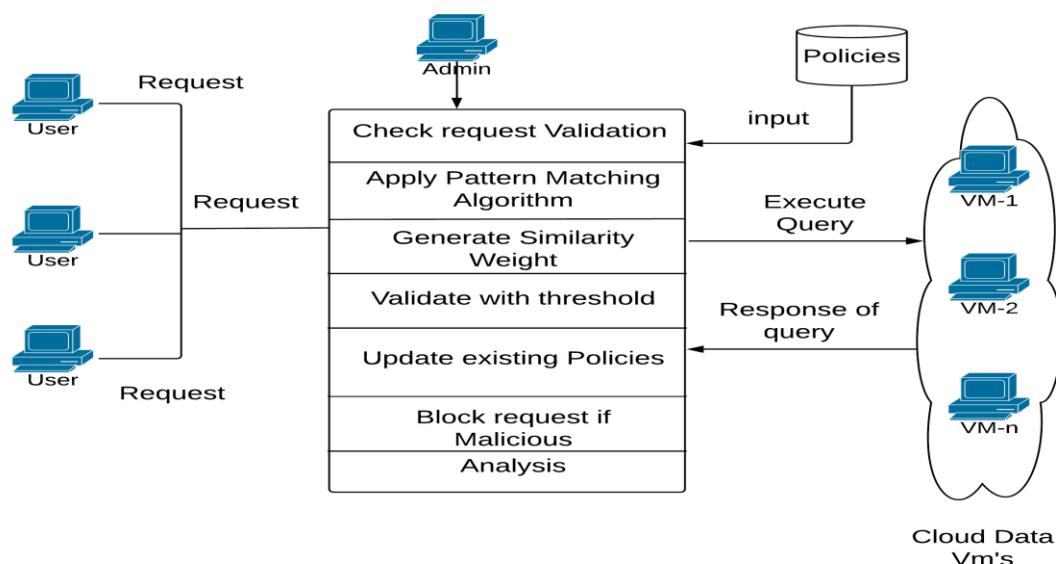 Request
User
Request
User
Request
User
Admin
Check request Validation
Apply Pattern Matching
Algorithm
Generate Similarity
Weight
Validate with threshold
Update existing Policies
Block request if
Malicious
Analysis
Policies
input
Execute
Query
Response of
query
VM-1
VM-2
VM-n
Cloud Data
Vm's